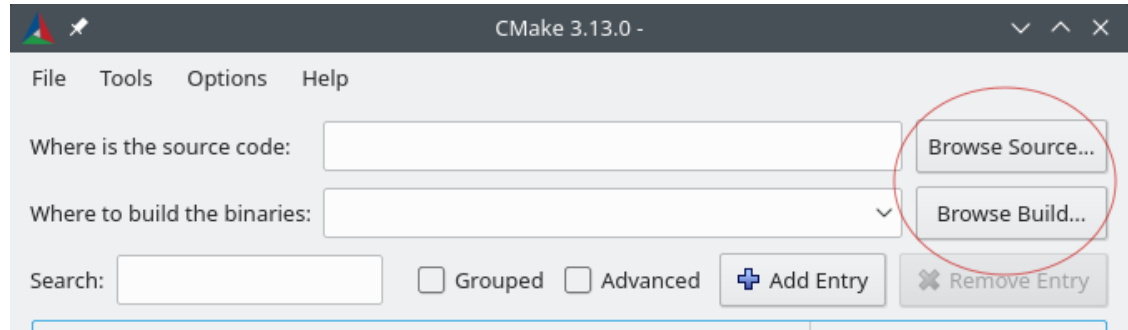 CMake 3.13.0 -
File Tools Options Help
Where is the source code: Browse Source...
Where to build the binaries: Browse Build...
Search: Grouped Advanced Add Entry Remove Entry